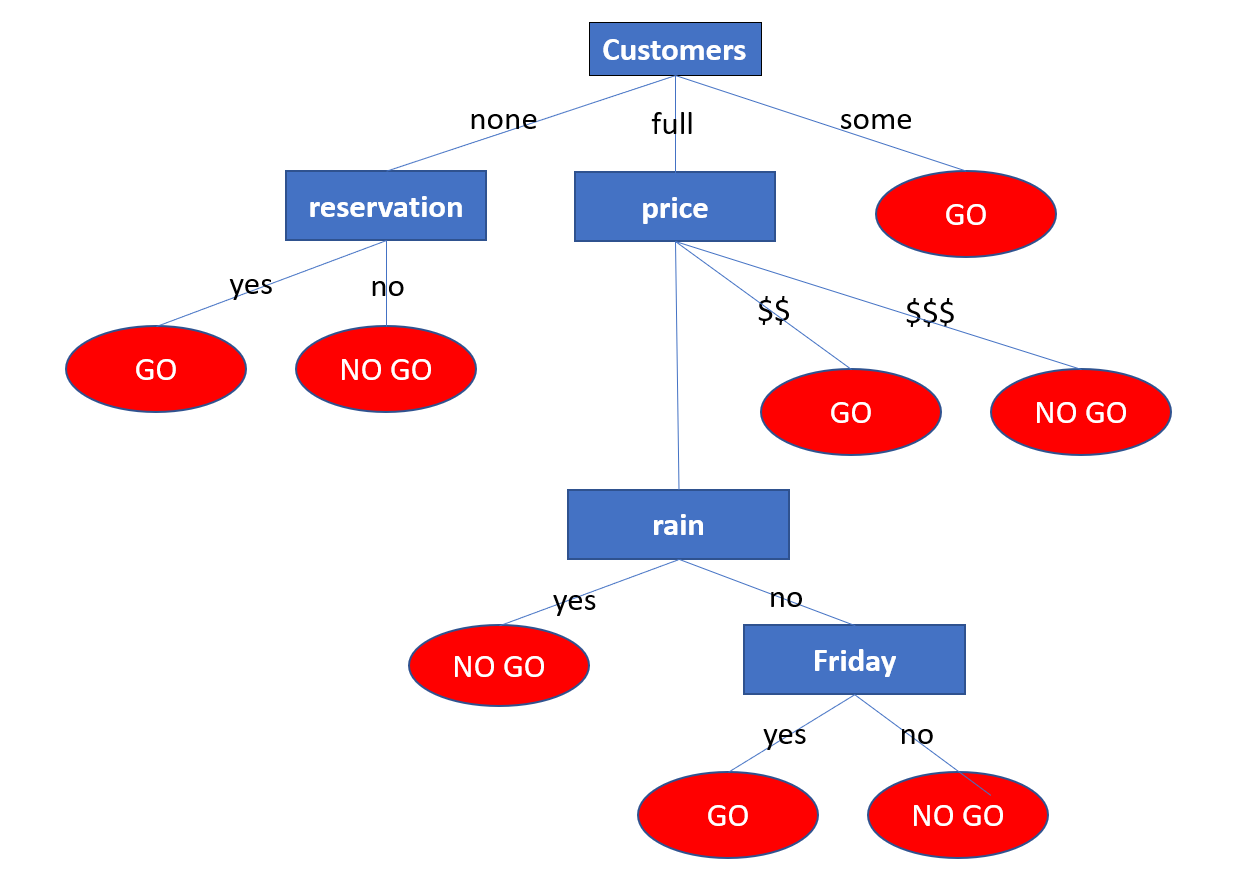 Customers
none
full
some
reservation
price
GO
yes
no
$$
$$$
GO
NO GO
GO
NO GO
rain
yes
no
NO GO
Friday
yes
no
GO
NO GO